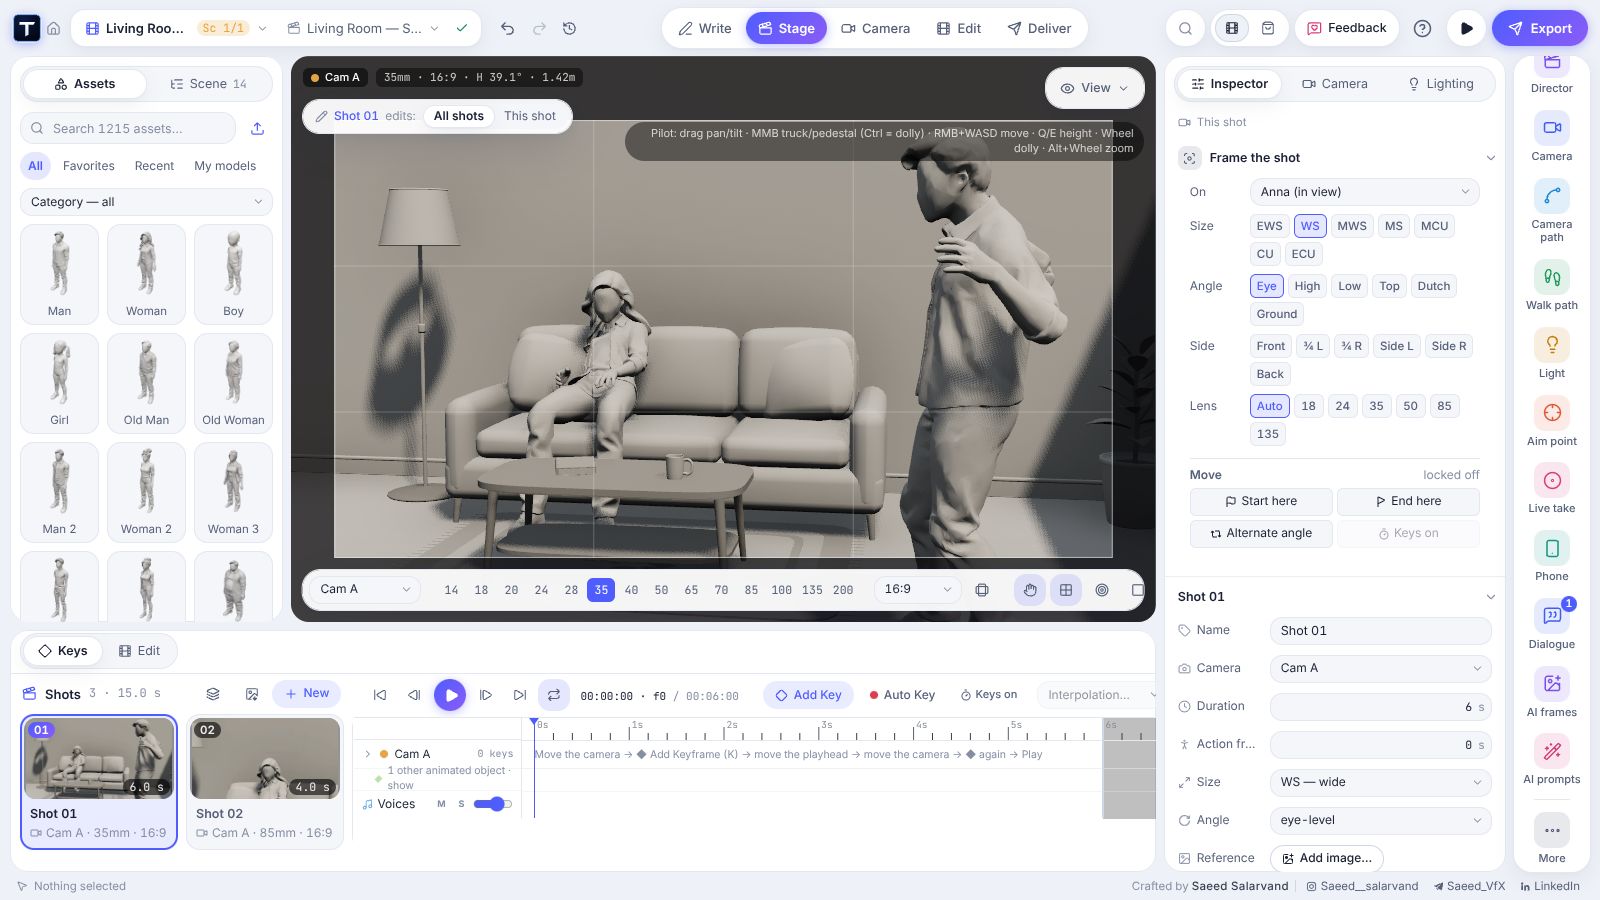 T
Living Roo... Sc 1/1
Living Room — S...
Write
Stage
Camera
Edit
Deliver
Feedback
Export
Assets
Scene 14
Search 1215 assets...
All
Favorites
Recent
My models
Category — all
Man
Woman
Boy
Girl
Old Man
Old Woman
Man 2
Woman 2
Woman 3
Cam A
35mm · 16:9 · H 39.1° · 1.42m
View
Shot 01 edits: All shots This shot
Pilot: drag pan/tilt · MMB truck/pedestal (Ctrl = dolly) · RMB+WASD move · Q/E height · Wheel
dolly · Alt+Wheel zoom
Cam A
14 18 20 24 28 35 40 50 65 70 85 100 135 200
16:9
Inspector
Camera
Lighting
This shot
Frame the shot
On Anna (in view)
Size EWS WS MWS MS MCU
CU ECU
Angle Eye High Low Top Dutch
Ground
Side Front ¾ L ¾ R Side L Side R
Back
Lens Auto 18 24 35 50 85
135
Move locked off
Start here
End here
Alternate angle
Keys on
Shot 01
Name Shot 01
Camera Cam A
Duration 6 s
Action fr... 0 s
Size WS — wide
Angle eye-level
Reference Add image...
Director
Camera
Camera
path
Walk path
Light
Aim point
Live take
Phone
1
Dialogue
AI frames
AI prompts
More
Keys
Edit
Shots 3 · 15.0 s
New
00:00:00 · f0 / 00:06:00
Add Key
Auto Key
Keys on
Interpolation...
01
6.0 s
Shot 01
Cam A · 35mm · 16:9
02
4.0 s
Shot 02
Cam A · 85mm · 16:9
0s 1s 2s 3s 4s 5s 6s
Cam A 0 keys
Move the camera → ◆ Add Keyframe (K) → move the playhead → move the camera → ◆ again → Play
1 other animated object ·
show
Voices M S
Nothing selected
Crafted by Saeed Salarvand
Saeed__salarvand
Saeed_VfX
LinkedIn